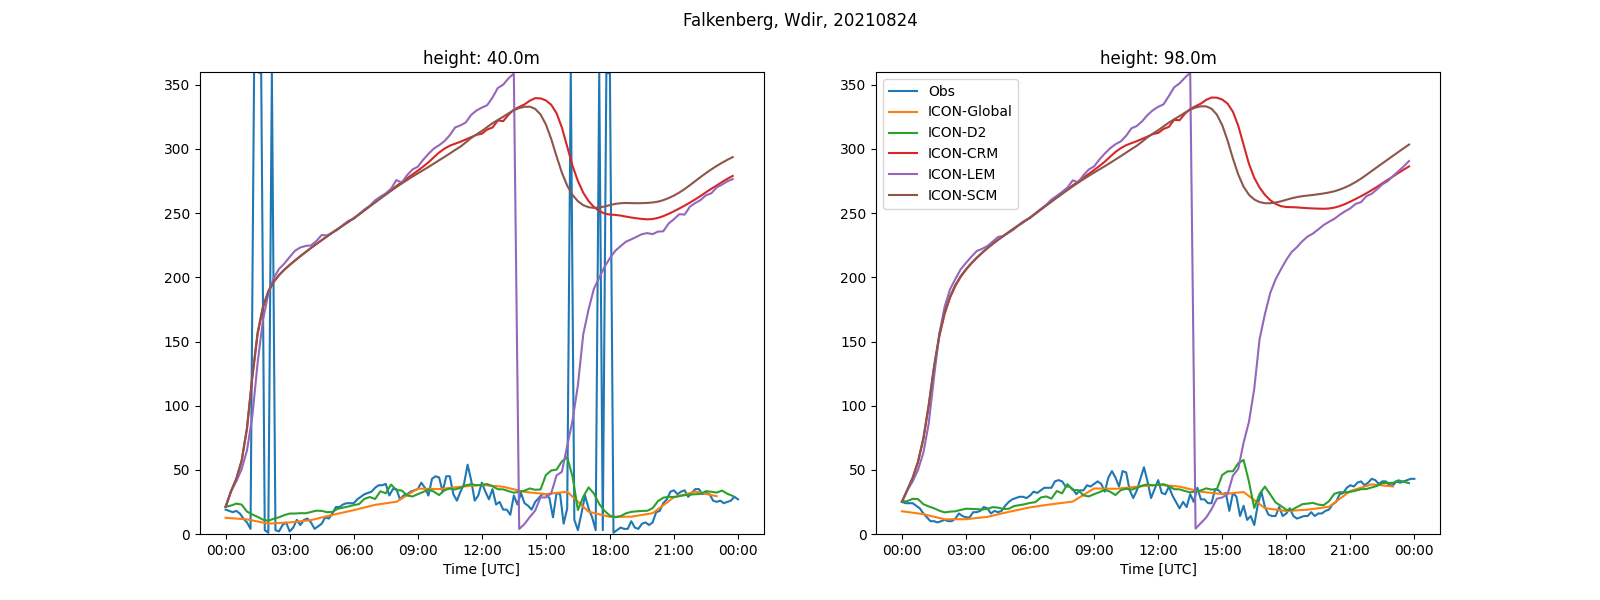 Falkenberg, Wdir, 20210824
height: 40.0m
350
300
250
200
150
100
50
0
00:00 03:00 06:00 09:00 12:00 15:00 18:00 21:00 00:00
Time [UTC]
height: 98.0m
350
300
250
200
150
100
50
0
Obs
ICON-Global
ICON-D2
ICON-CRM
ICON-LEM
ICON-SCM
00:00 03:00 06:00 09:00 12:00 15:00 18:00 21:00 00:00
Time [UTC]